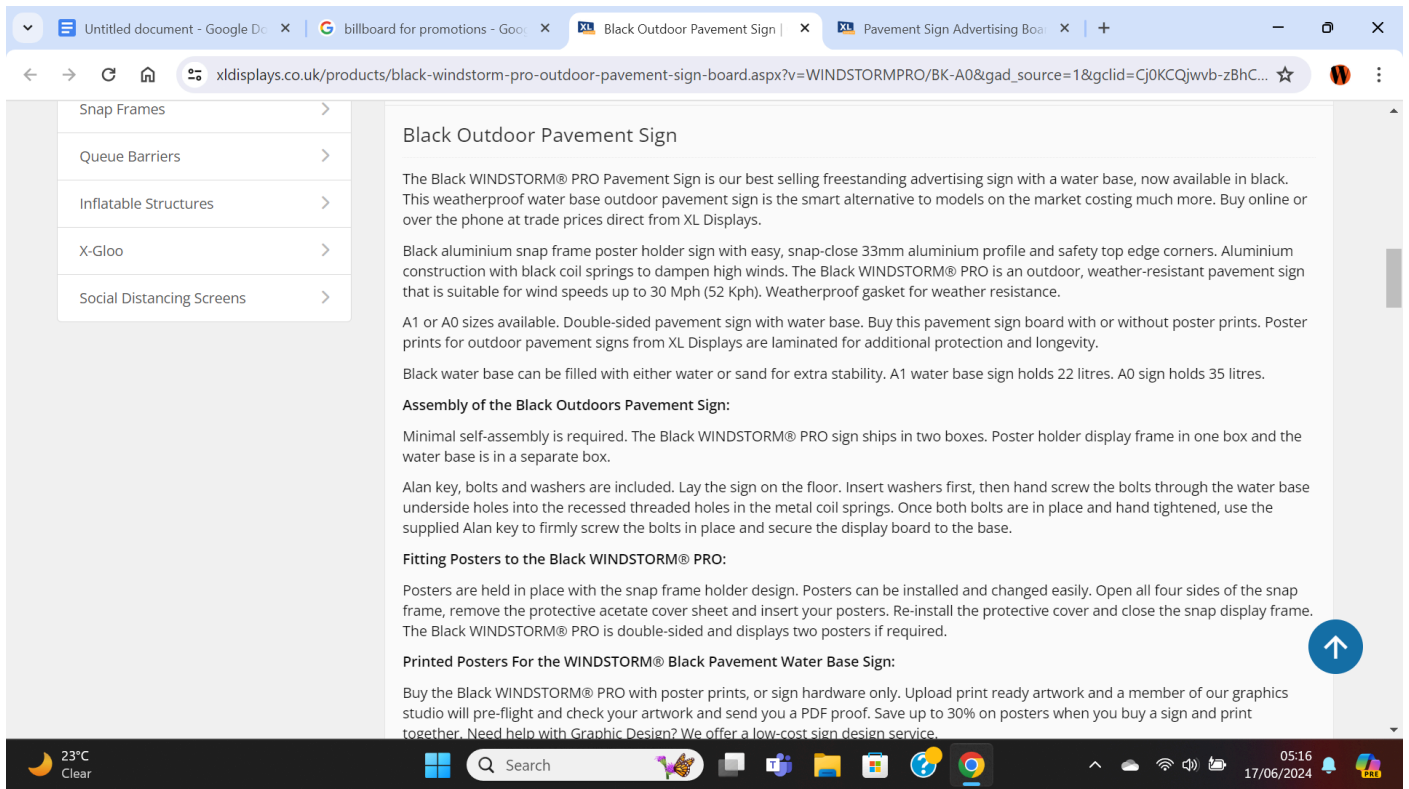 Untitled document - Google Do
billboard for promotions - Goo
Black Outdoor Pavement Sign |
Pavement Sign Advertising Boa
xldisplays.co.uk/products/black-windstorm-pro-outdoor-pavement-sign-board.aspx?v=WINDSTORMPRO/BK-A0&gad_source=1&gclid=Cj0KCQjwvb-zBhC...
Snap Frames
Queue Barriers
Inflatable Structures
X-Gloo
Social Distancing Screens
Black Outdoor Pavement Sign
The Black WINDSTORM® PRO Pavement Sign is our best selling freestanding advertising sign with a water base, now available in black.
This weatherproof water base outdoor pavement sign is the smart alternative to models on the market costing much more. Buy online or
over the phone at trade prices direct from XL Displays.
Black aluminium snap frame poster holder sign with easy, snap-close 33mm aluminium profile and safety top edge corners. Aluminium
construction with black coil springs to dampen high winds. The Black WINDSTORM® PRO is an outdoor, weather-resistant pavement sign
that is suitable for wind speeds up to 30 Mph (52 Kph). Weatherproof gasket for weather resistance.
A1 or A0 sizes available. Double-sided pavement sign with water base. Buy this pavement sign board with or without poster prints. Poster
prints for outdoor pavement signs from XL Displays are laminated for additional protection and longevity.
Black water base can be filled with either water or sand for extra stability. A1 water base sign holds 22 litres. A0 sign holds 35 litres.
Assembly of the Black Outdoors Pavement Sign:
Minimal self-assembly is required. The Black WINDSTORM® PRO sign ships in two boxes. Poster holder display frame in one box and the
water base is in a separate box.
Alan key, bolts and washers are included. Lay the sign on the floor. Insert washers first, then hand screw the bolts through the water base
underside holes into the recessed threaded holes in the metal coil springs. Once both bolts are in place and hand tightened, use the
supplied Alan key to firmly screw the bolts in place and secure the display board to the base.
Fitting Posters to the Black WINDSTORM® PRO:
Posters are held in place with the snap frame holder design. Posters can be installed and changed easily. Open all four sides of the snap
frame, remove the protective acetate cover sheet and insert your posters. Re-install the protective cover and close the snap display frame.
The Black WINDSTORM® PRO is double-sided and displays two posters if required.
Printed Posters For the WINDSTORM® Black Pavement Water Base Sign:
Buy the Black WINDSTORM® PRO with poster prints, or sign hardware only. Upload print ready artwork and a member of our graphics
studio will pre-flight and check your artwork and send you a PDF proof. Save up to 30% on posters when you buy a sign and print
together. Need help with Graphic Design? We offer a low-cost sign design service.
23°C
Clear
Search
05:16
17/06/2024
PRE